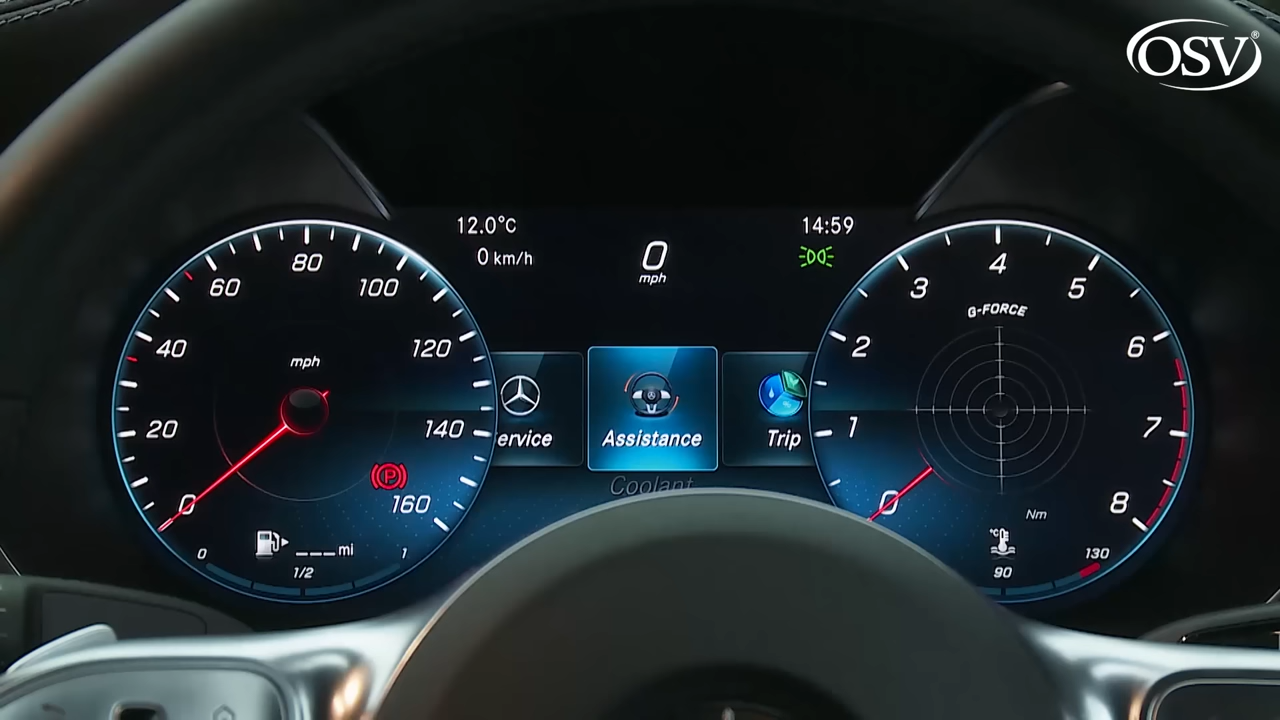 OSV®
12.0°C
0 km/h
0
mph
14:59
0
20
40
60
80
100
120
140
160
mph
P
0
1/2
1
___mi
ervice
Assistance
Trip
Coolant
0
1
2
3
4
5
6
7
8
G-FORCE
Nm
°C
90
130